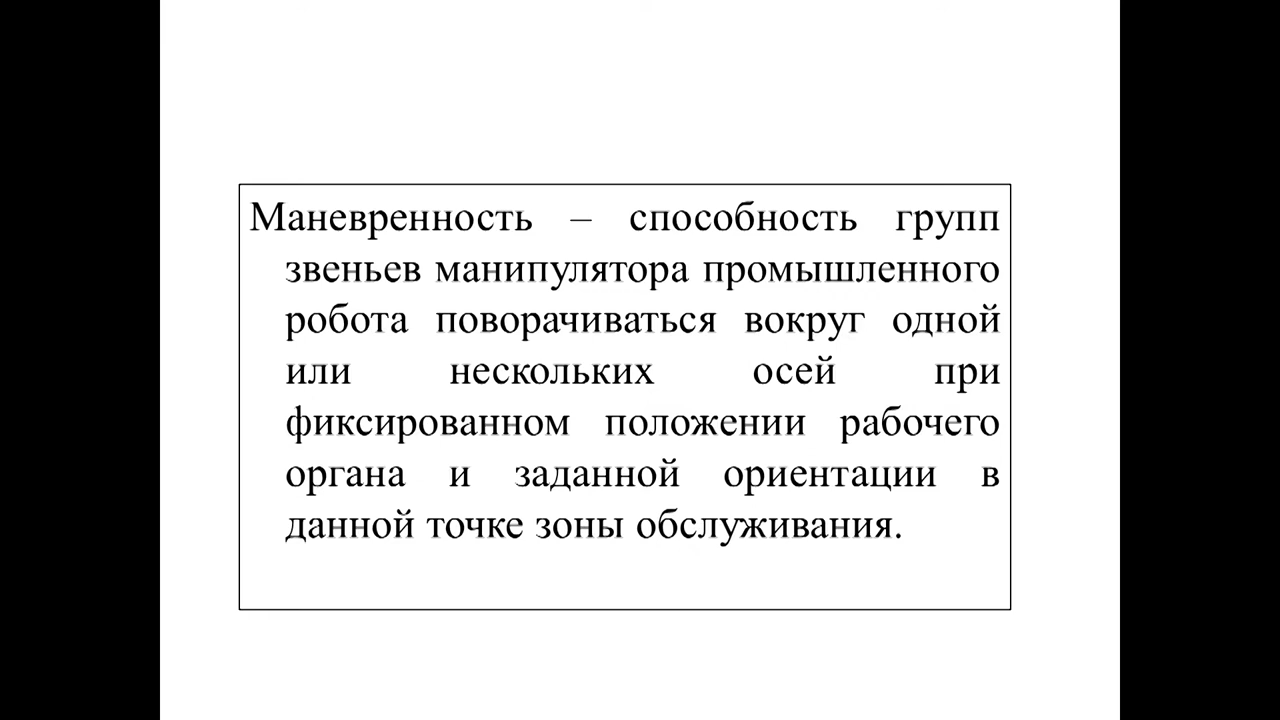 Маневренность – способность групп
звеньев манипулятора промышленного
робота поворачиваться вокруг одной
или нескольких осей при
фиксированном положении рабочего
органа и заданной ориентации в
данной точке зоны обслуживания.